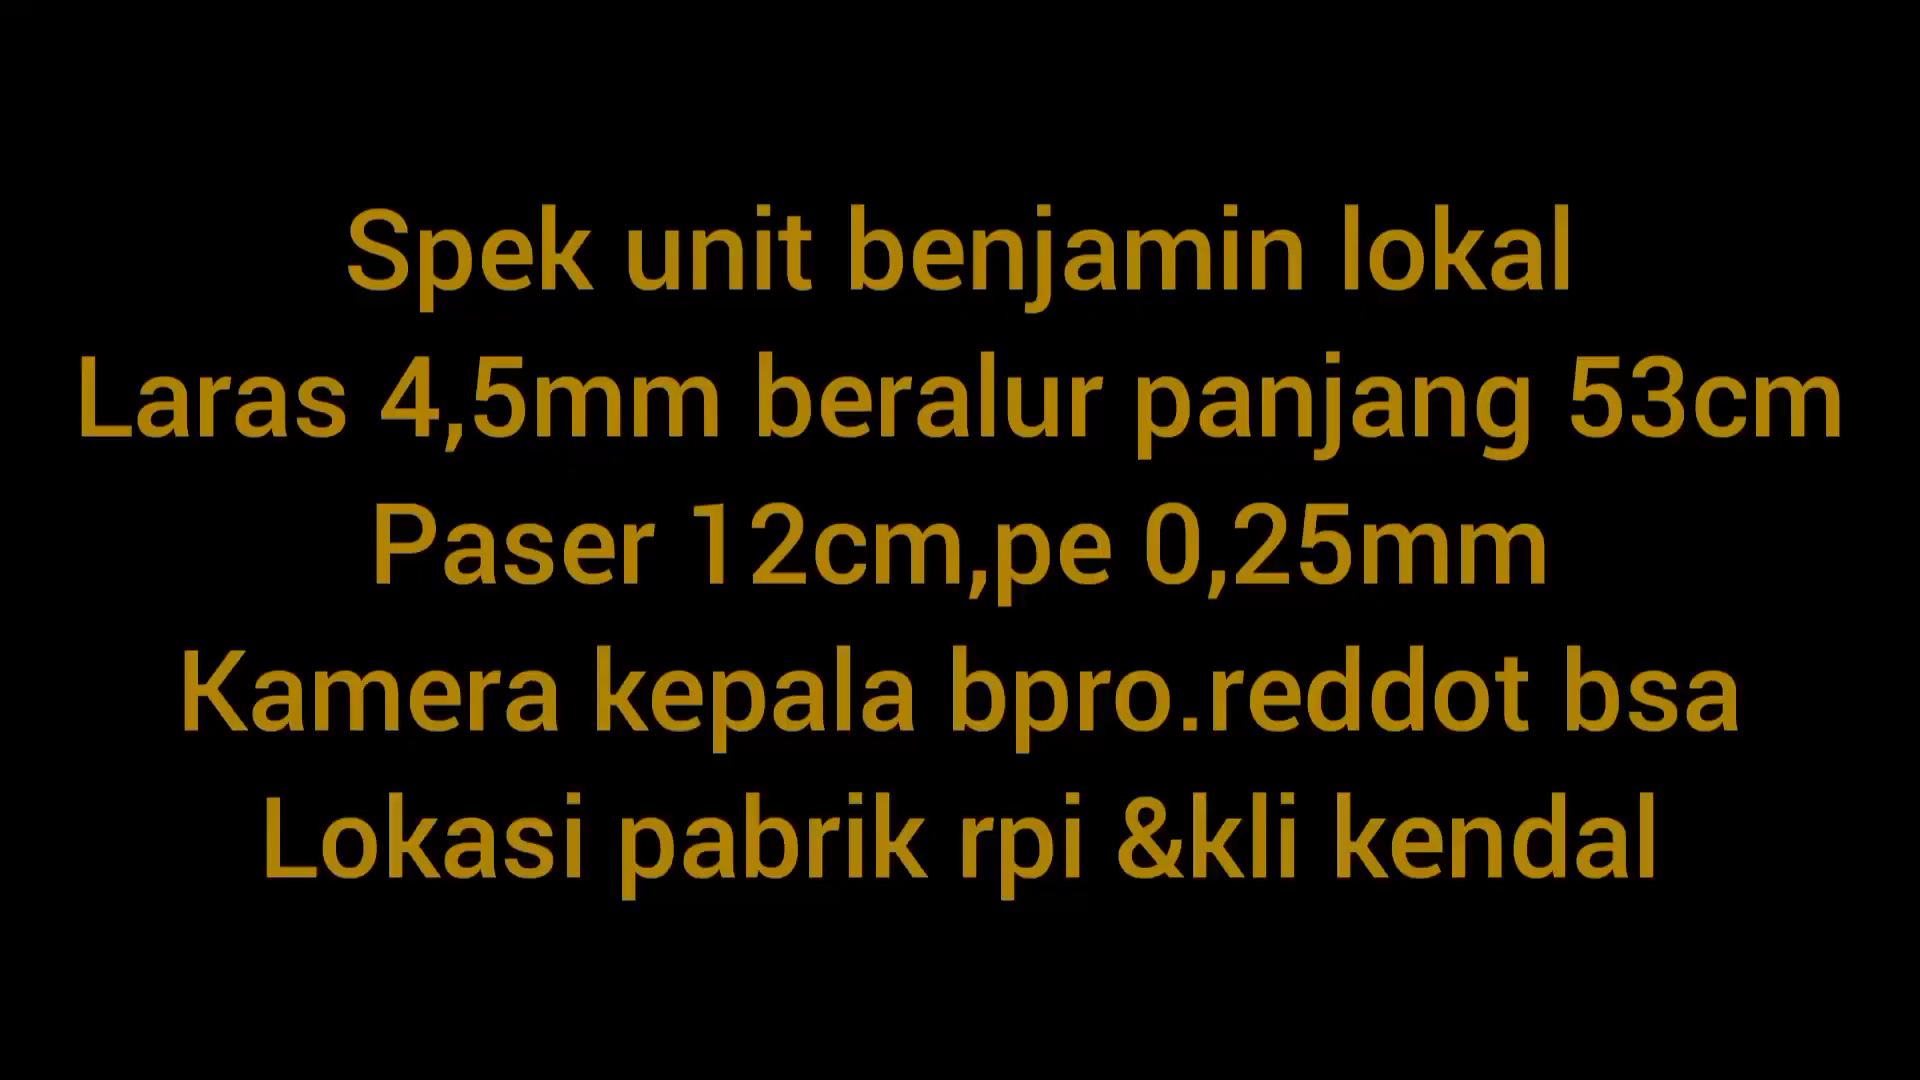 Spek unit benjamin lokal
Laras 4,5mm beralur panjang 53cm
Paser 12cm,pe 0,25mm
Kamera kepala bpro.reddot bsa
Lokasi pabrik rpi &kli kendal